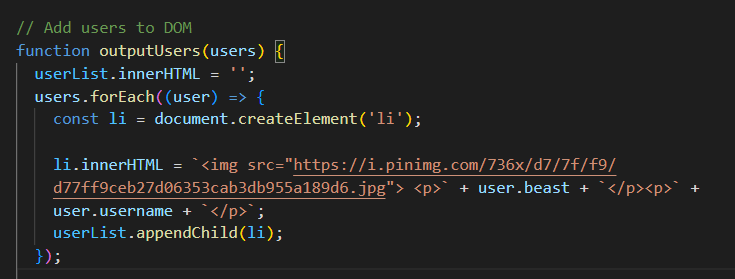 // Add users to DOM
function outputUsers(users) {
userList.innerHTML = '';
users.forEach((user) => {
const li = document.createElement('li');
li.innerHTML = `<img src="https://i.pinimg.com/736x/d7/7f/f9/
d77ff9ceb27d06353cab3db955a189d6.jpg"> <p>` + user.beast + `</p><p>` +
user.username + `</p>`;
userList.appendChild(li);
});